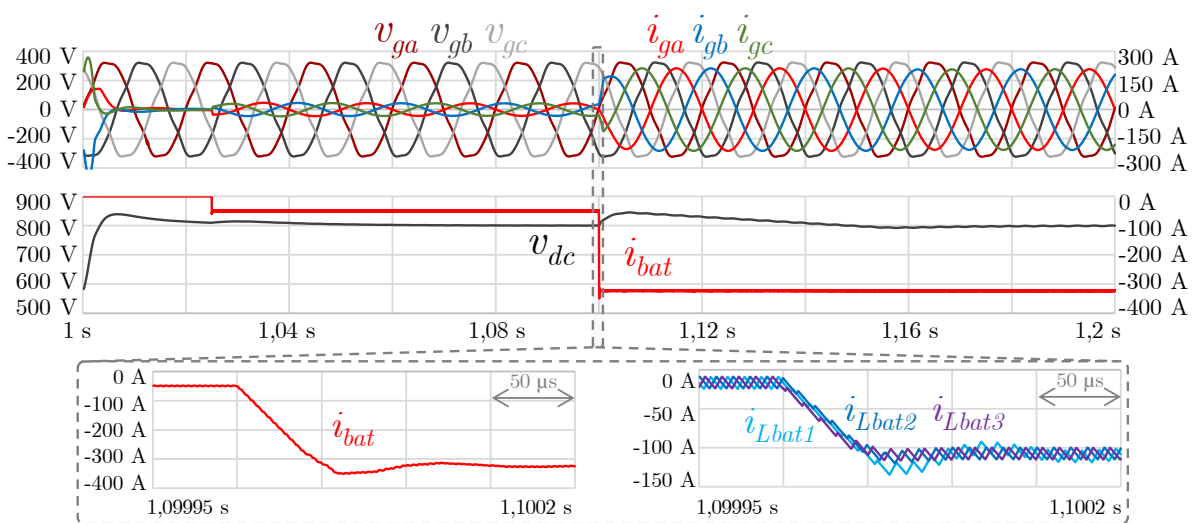 v_ga v_gb v_gc i_ga i_gb i_gc
400 V 300 A
200 V 150 A
0 V 0 A
-200 V -150 A
-400 V -300 A
900 V 0 A
800 V -100 A
700 V v_dc i_bat -200 A
600 V -300 A
500 V -400 A
1 s 1,04 s 1,08 s 1,12 s 1,16 s 1,2 s
0 A 50 µs
-100 A
-200 A i_bat
-300 A
-400 A
1,09995 s 1,1002 s
0 A 50 µs
-50 A i_Lbat1 i_Lbat2 i_Lbat3
-100 A
-150 A
1,09995 s 1,1002 s